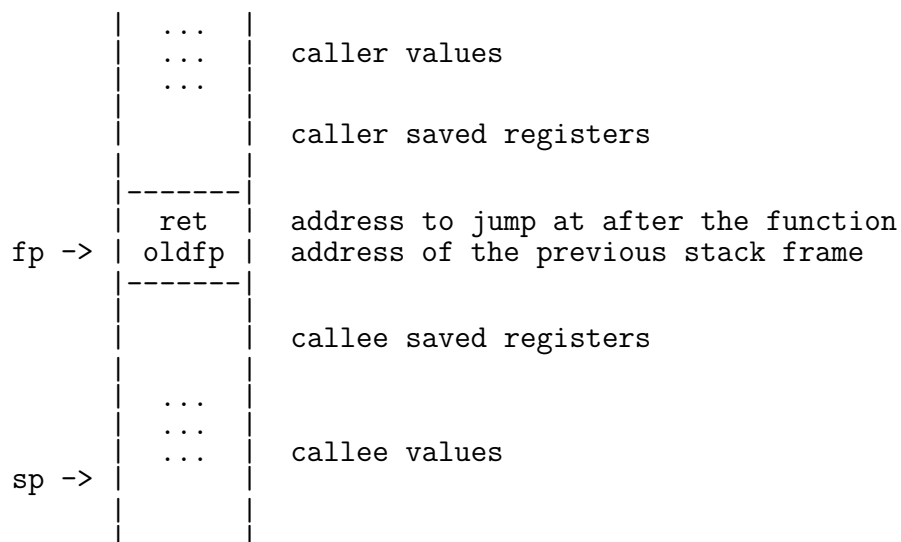 |  ...  |
|  ...  |  caller values
|  ...  |
|       |
|       |  caller saved registers
|       |
|-------|
|  ret  |  address to jump at after the function
fp -> | oldfp |  address of the previous stack frame
|-------|
|       |
|       |  callee saved registers
|       |
|  ...  |
|  ...  |
|  ...  |  callee values
sp -> |       |
|       |
|       |